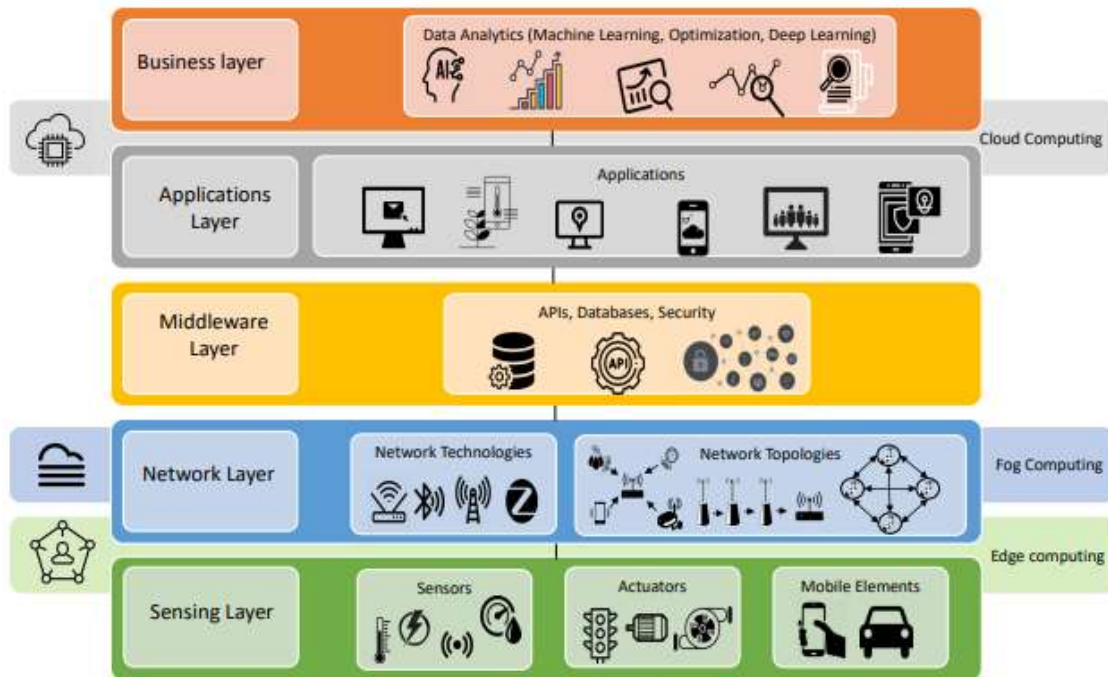 Business layer
Data Analytics (Machine Learning, Optimization, Deep Learning)
AI
Cloud Computing
Applications
Layer
Applications
Middleware
Layer
APIs, Databases, Security
API
Network Layer
Network Technologies
Z
Network Topologies
Fog Computing
Edge computing
Sensing Layer
Sensors
Actuators
Mobile Elements